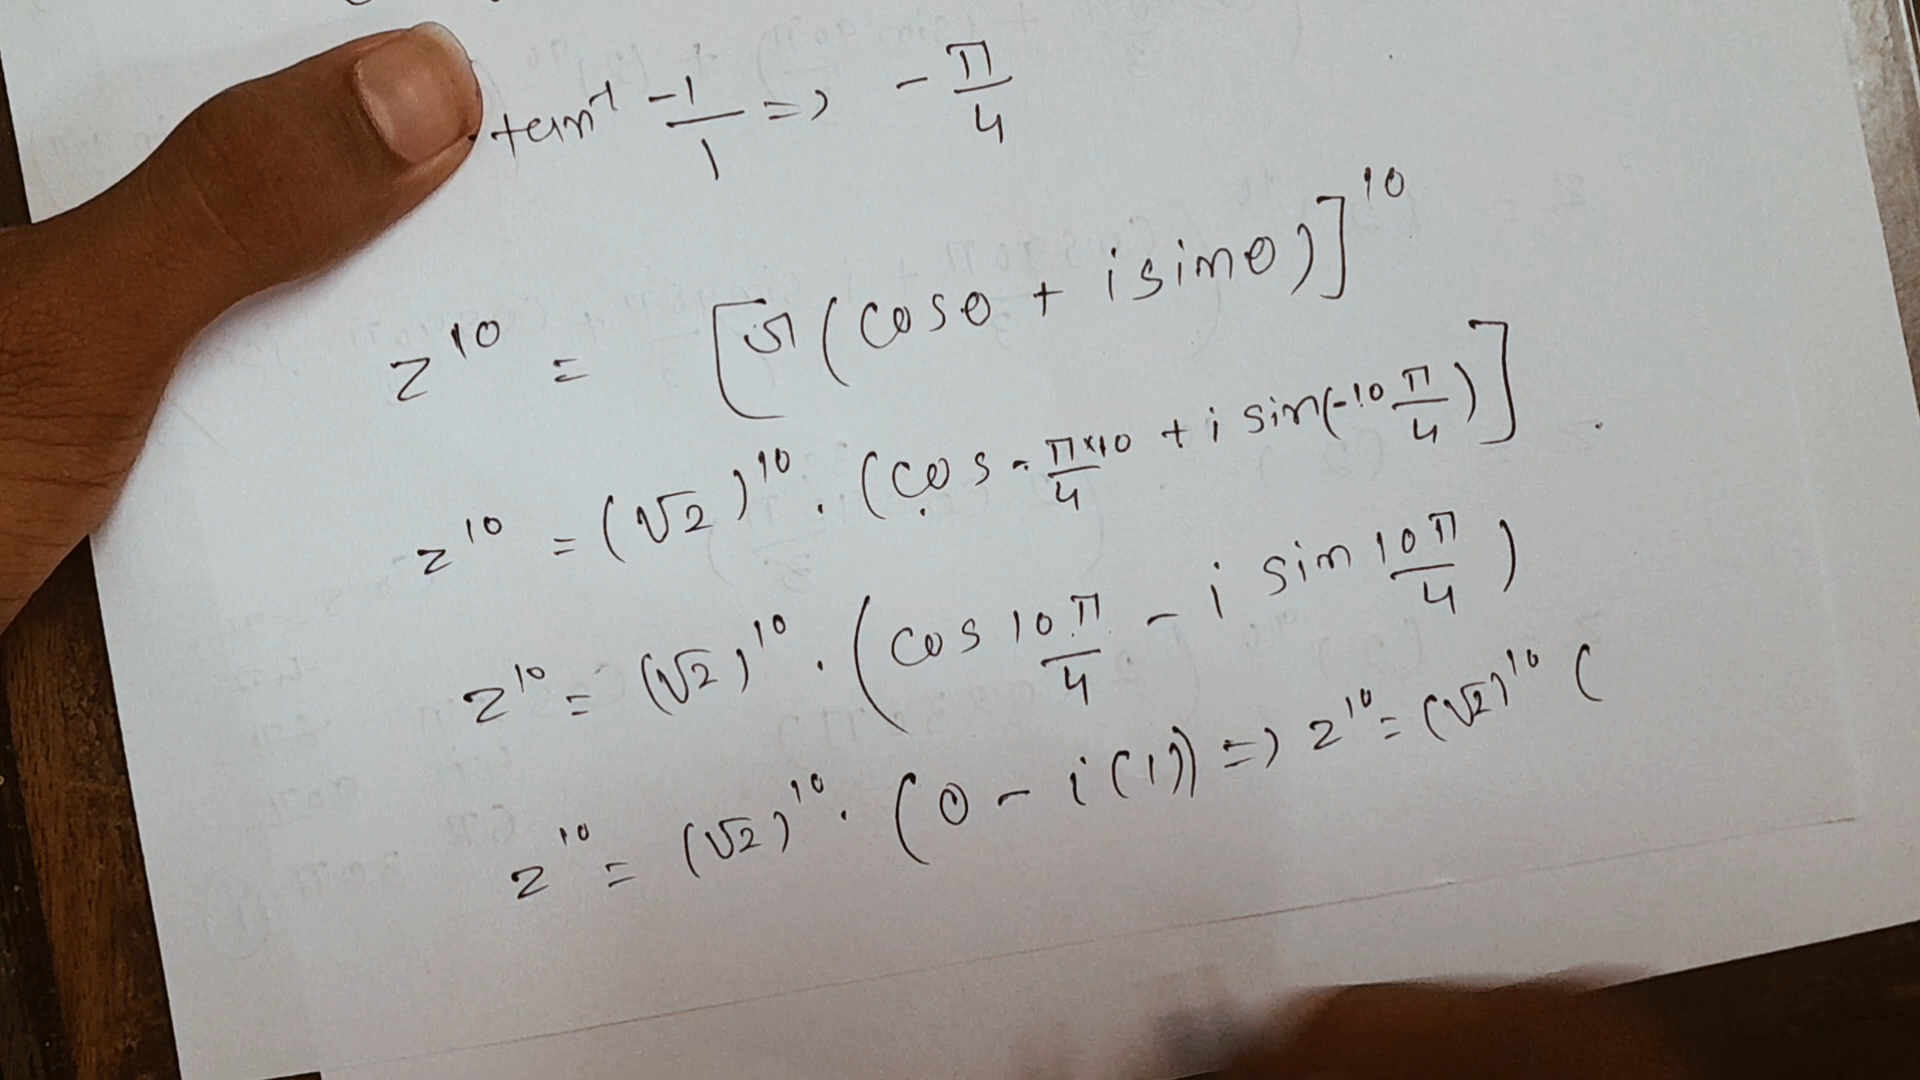 tan⁻¹ -1/1 => -π/4
z¹⁰ = [r(cosθ + i sinθ)]¹⁰
z¹⁰ = (√2)¹⁰ . (cos - π×10/4 + i sin(-10 π/4)]
z¹⁰ = (√2)¹⁰ . (cos 10π/4 - i sin 10π/4)
z¹⁰ = (√2)¹⁰ . (0 - i(1)) => z¹⁰ = (√2)¹⁰ (